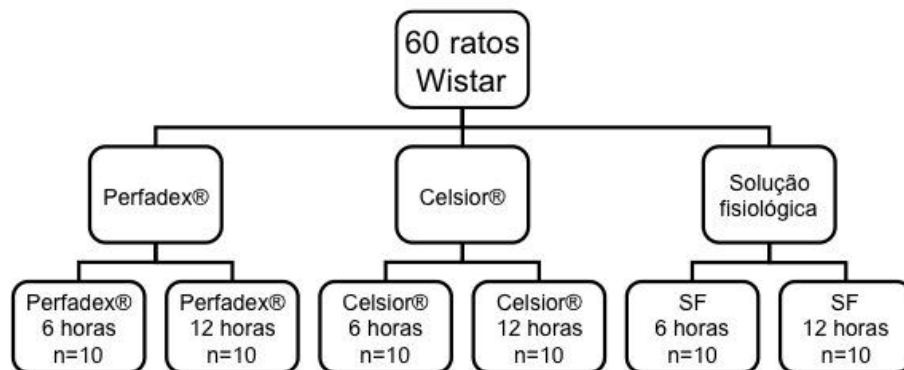 60 ratos
Wistar
Perfadex®
Celsior®
Solução
fisiológica
Perfadex®
6 horas
n=10
Perfadex®
12 horas
n=10
Celsior®
6 horas
n=10
Celsior®
12 horas
n=10
SF
6 horas
n=10
SF
12 horas
n=10